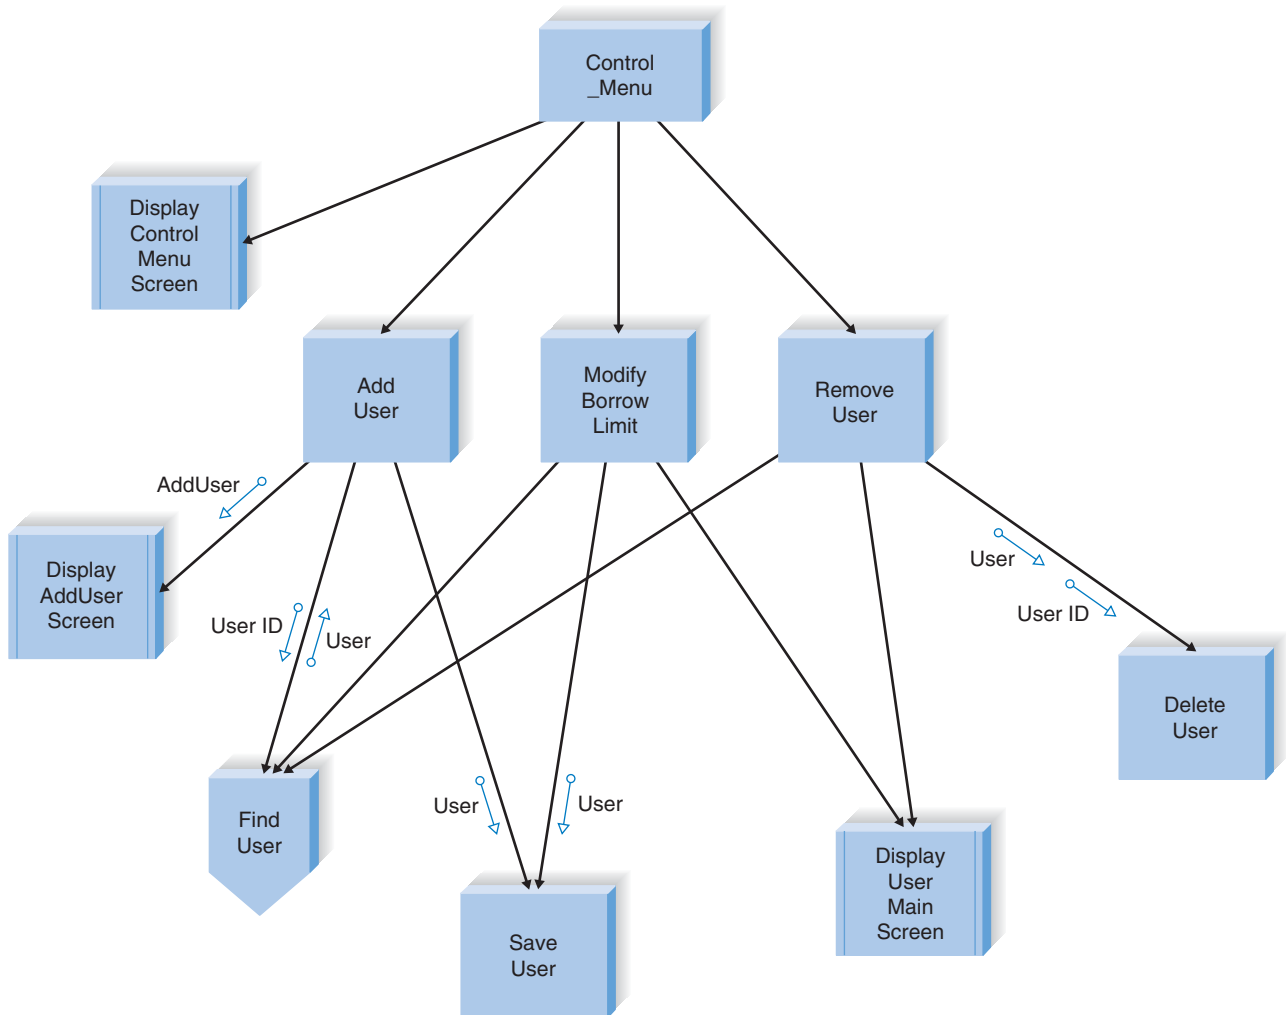 Control
_Menu
Display
Control
Menu
Screen
Add
User
Modify
Borrow
Limit
Remove
User
AddUser
Display
AddUser
Screen
User ID
User
User
User ID
Delete
User
Find
User
User
User
Display
User
Main
Screen
Save
User